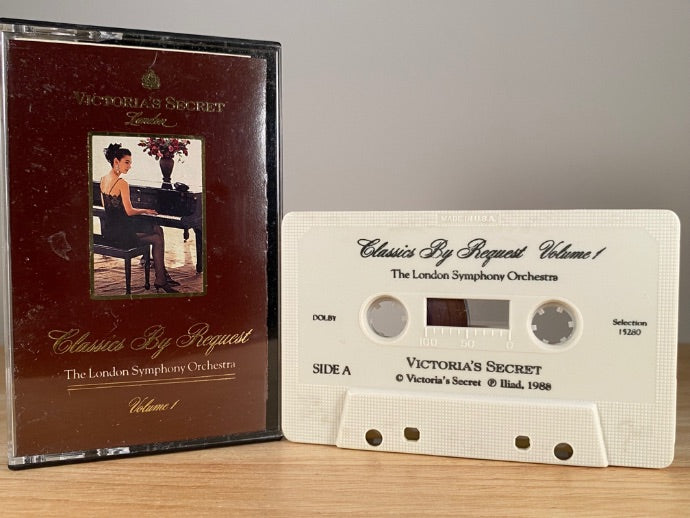 VICTORIA'S SECRET
London
Classics By Request
The London Symphony Orchestra
Volume 1
MADE IN U.S.A.
Classics By Request Volume 1
The London Symphony Orchestra
DOLBY
Selection
15280
100 50 0
SIDE A
VICTORIA'S SECRET
© Victoria's Secret ℗ Iliad, 1988